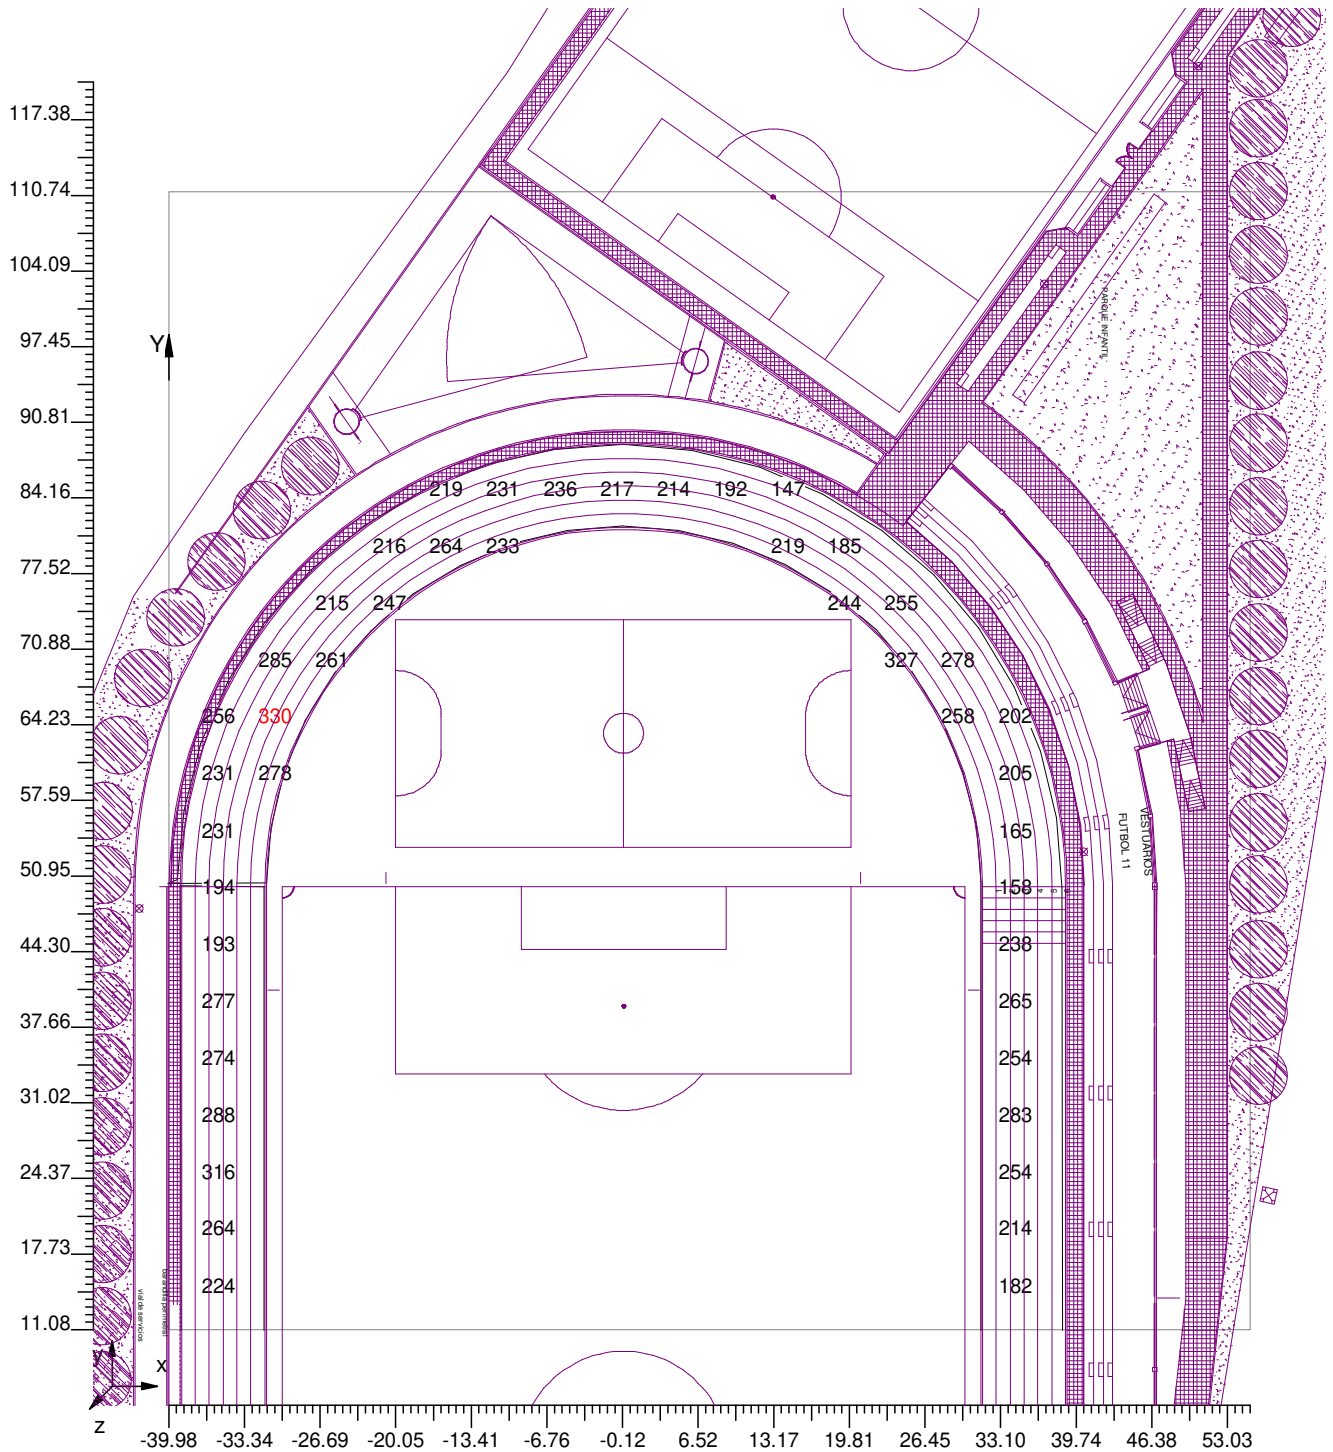 117.38
110.74
104.09
97.45
90.81
84.16
77.52
70.88
64.23
57.59
50.95
44.30
37.66
31.02
24.37
17.73
11.08
Y
PARQUE INFANTIL
219 231 236 217 214 192 147
216 264 233 219 185
215 247 244 255
285 261 327 278
256 330 258 202
231 278 205
231 165
194 158
193 238
277 265
274 254
288 283
316 254
264 214
224 182
FUTBOL 11
VESTUARIOS
barandilla perimetral
vial de servicios
y
x
z
-39.98 -33.34 -26.69 -20.05 -13.41 -6.76 -0.12 6.52 13.17 19.81 26.45 33.10 39.74 46.38 53.03